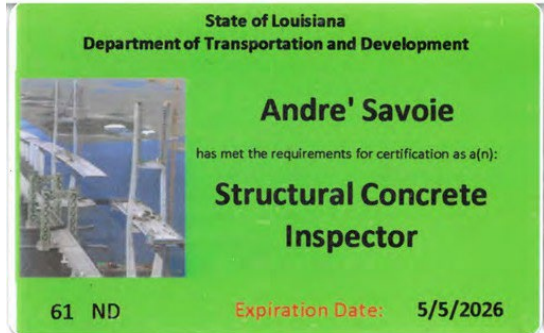 State of Louisiana
Department of Transportation and Development
Andre' Savoie
has met the requirements for certification as a(n):
Structural Concrete
Inspector
61 ND
Expiration Date: 5/5/2026